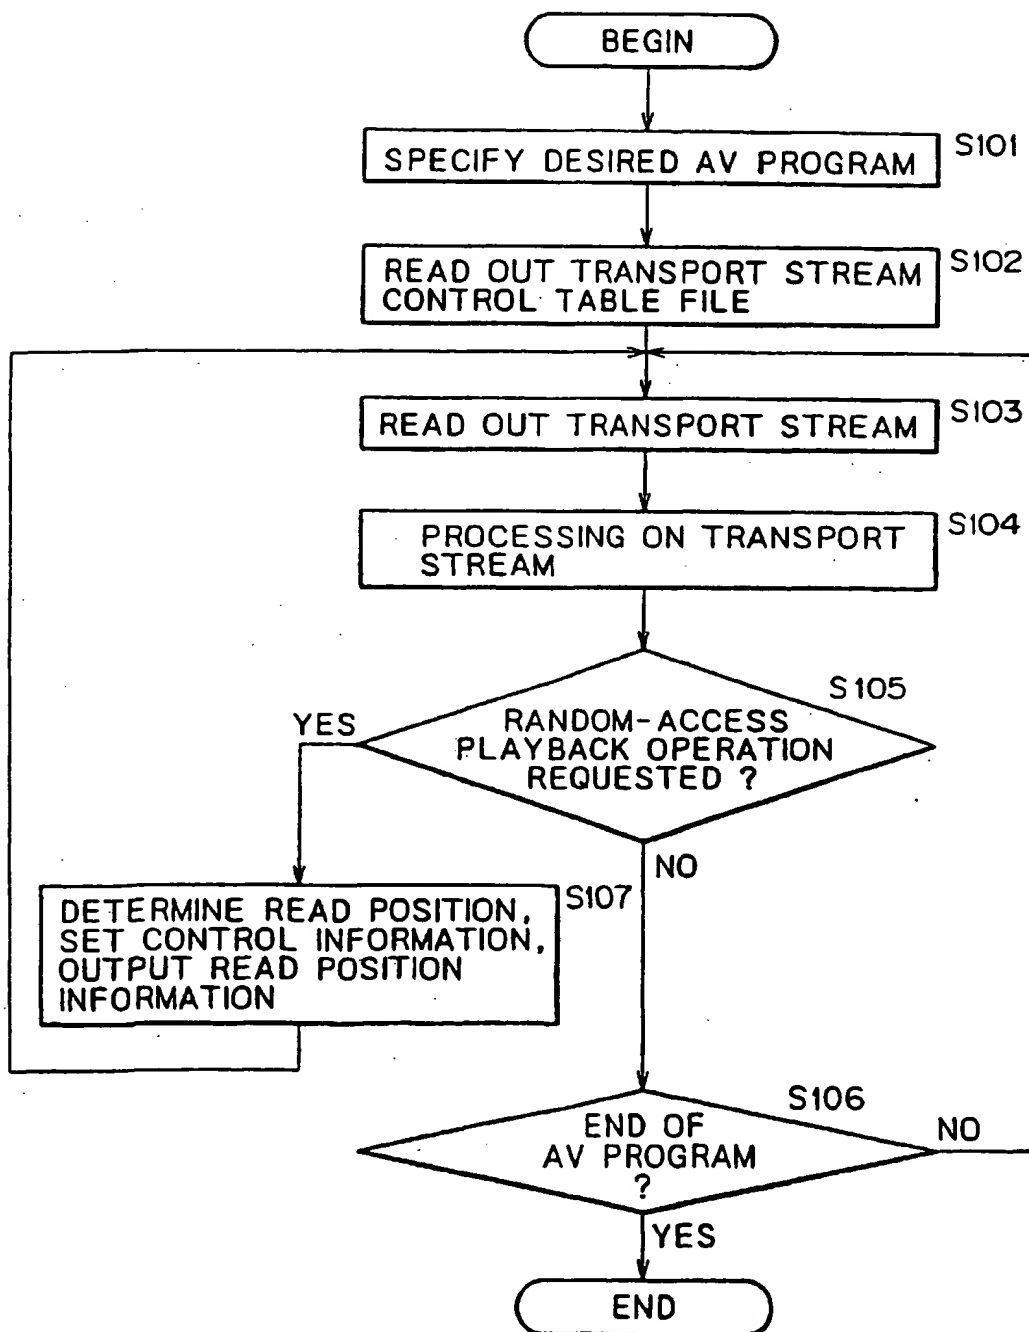 BEGIN
S101
SPECIFY DESIRED AV PROGRAM
S102
READ OUT TRANSPORT STREAM
CONTROL TABLE FILE
S103
READ OUT TRANSPORT STREAM
S104
PROCESSING ON TRANSPORT
STREAM
S105
YES
RANDOM-ACCESS
PLAYBACK OPERATION
REQUESTED ?
NO
S107
DETERMINE READ POSITION,
SET CONTROL INFORMATION,
OUTPUT READ POSITION
INFORMATION
S106
END OF
AV PROGRAM
?
NO
YES
END